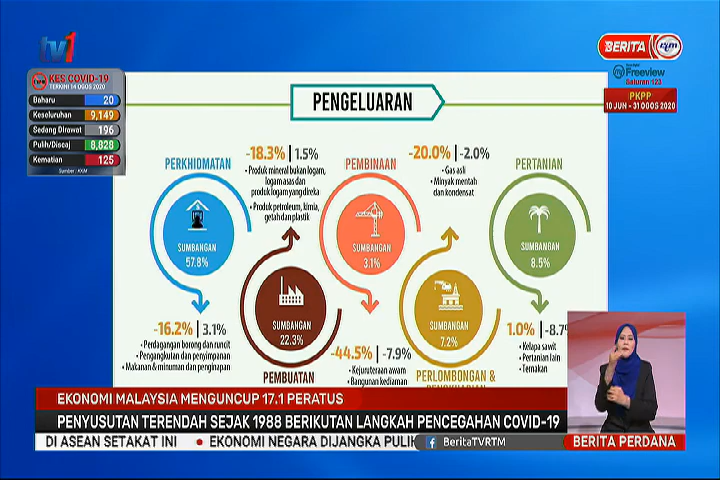 tv1
BERITA rtm
Freeview
Saluran 123
PKPP
10 JUN - 31 OGOS 2020
KES COVID-19
TERKINI 14 OGOS 2020
Baharu 20
Keseluruhan 9,149
Sedang Dirawat 196
Pulih/Discaj 8,828
Kematian 125
Sumber : KKM
PENGELUARAN
PERKHIDMATAN
SUMBANGAN
57.8%
-16.2% | 3.1%
• Perdagangan borong dan runcit
• Pengangkutan dan penyimpanan
• Makanan & minuman dan penginapan
-18.3% | 1.5%
• Produk mineral bukan logam,
logam asas dan
produk logam yang direka
• Produk petroleum, kimia,
getah dan plastik
SUMBANGAN
22.3%
PEMBUATAN
PEMBINAAN
SUMBANGAN
3.1%
-44.5% | -7.9%
• Kejuruteraan awam
• Bangunan kediaman
-20.0% | -2.0%
• Gas asli
• Minyak mentah
dan kondensat
SUMBANGAN
7.2%
PERLOMBONGAN &
PERTANIAN
SUMBANGAN
8.5%
1.0% | -8.7
• Kelapa sawit
• Pertanian lain
• Ternakan
EKONOMI MALAYSIA MENGUNCUP 17.1 PERATUS
PENYUSUTAN TERENDAH SEJAK 1988 BERIKUTAN LANGKAH PENCEGAHAN COVID-19
DI ASEAN SETAKAT INI • EKONOMI NEGARA DIJANGKA PULIH
BeritaTVRTM
BERITA PERDANA